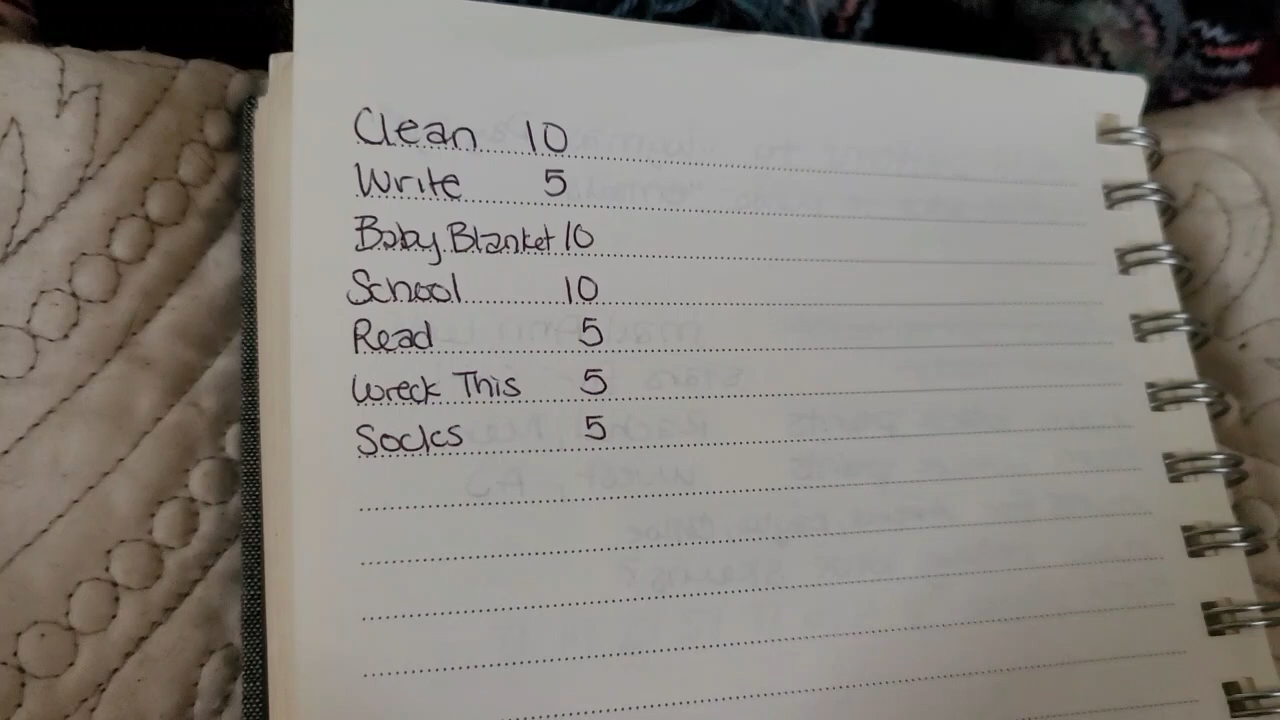 Clean 10
Write 5
Baby Blanket 10
School 10
Read 5
Wreck This 5
Socks 5